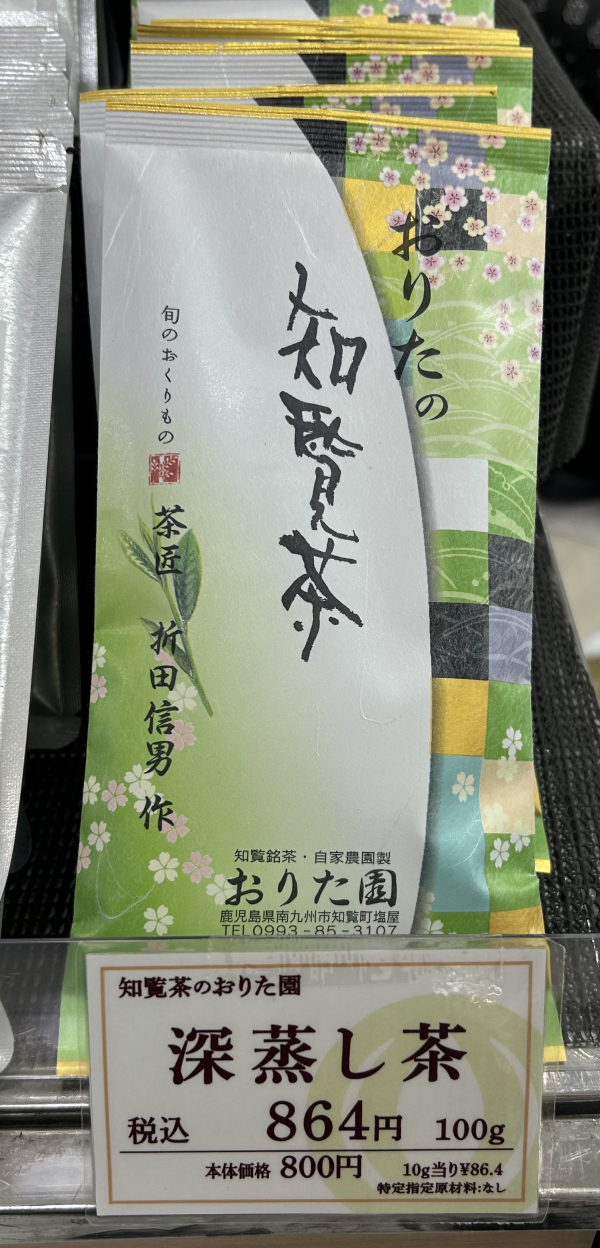 おりたの
知覧茶
旬のおくりもの
茶匠 折田信男 作
知覧銘茶・自家農園製
おりた園
鹿児島県南九州市知覧町塩屋
TEL0993-85-3107
知覧茶のおりた園
深蒸し茶
税込 864円 100g
本体価格 800円 10g当り¥86.4
特定指定原材料:なし